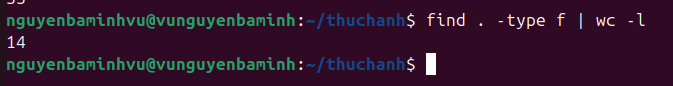 nguyenbaminhvu@vunguyenbaminh:~/thuchanh$ find . -type f | wc -l
14
nguyenbaminhvu@vunguyenbaminh:~/thuchanh$